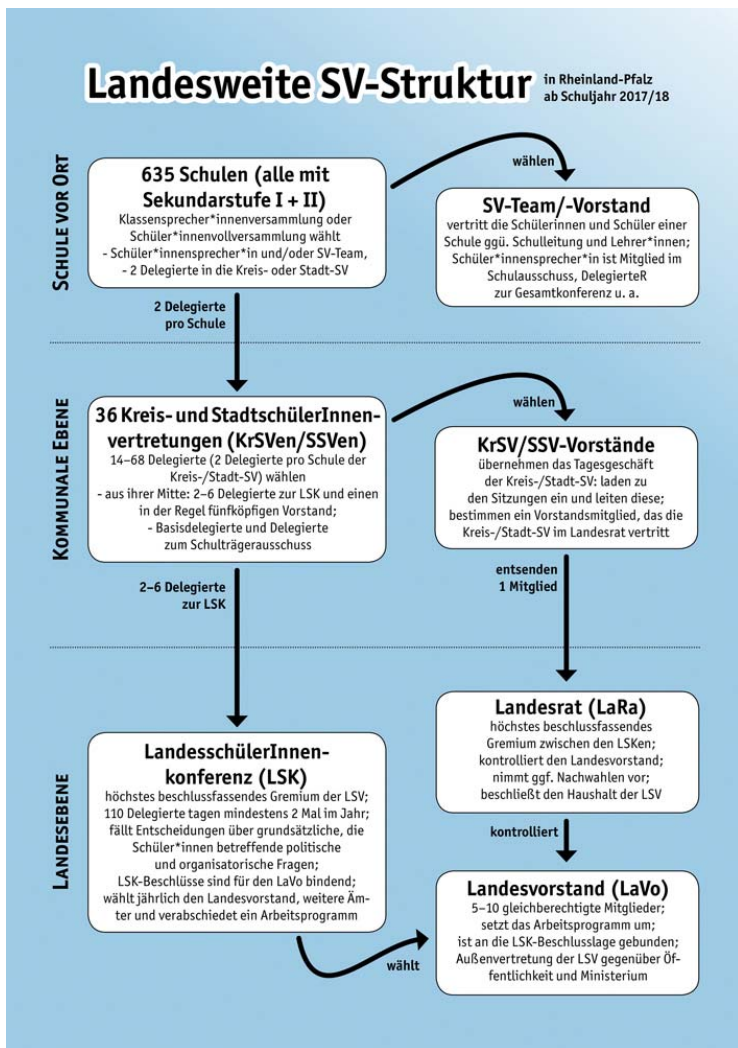 Landesweite SV-Struktur
in Rheinland-Pfalz
ab Schuljahr 2017/18
SCHULE VOR ORT
635 Schulen (alle mit
Sekundarstufe I + II)
Klassensprecher*innenversammlung oder
Schüler*innenvollversammlung wählt
- Schüler*innensprecher*in und/oder SV-Team,
- 2 Delegierte in die Kreis- oder Stadt-SV
wählen
SV-Team/-Vorstand
vertritt die Schülerinnen und Schüler einer
Schule ggü. Schulleitung und Lehrer*innen;
Schüler*innensprecher*in ist Mitglied im
Schulausschuss, DelegierteR
zur Gesamtkonferenz u. a.
2 Delegierte
pro Schule
KOMMUNALE EBENE
36 Kreis- und StadtschülerInnen-
vertretungen (KrSVen/SSVen)
14–68 Delegierte (2 Delegierte pro Schule der
Kreis-/Stadt-SV) wählen
- aus ihrer Mitte: 2–6 Delegierte zur LSK und einen
in der Regel fünfköpfigen Vorstand;
- Basisdelegierte und Delegierte
zum Schulträgerausschuss
wählen
KrSV/SSV-Vorstände
übernehmen das Tagesgeschäft
der Kreis-/Stadt-SV: laden zu
den Sitzungen ein und leiten diese;
bestimmen ein Vorstandsmitglied, das die
Kreis-/Stadt-SV im Landesrat vertritt
2–6 Delegierte
zur LSK
entsenden
1 Mitglied
LANDESEBENE
LandesschülerInnen-
konferenz (LSK)
höchstes beschlussfassendes Gremium der LSV;
110 Delegierte tagen mindestens 2 Mal im Jahr;
fällt Entscheidungen über grundsätzliche, die
Schüler*innen betreffende politische
und organisatorische Fragen;
LSK-Beschlüsse sind für den LaVo bindend;
wählt jährlich den Landesvorstand, weitere Äm-
ter und verabschiedet ein Arbeitsprogramm
Landesrat (LaRa)
höchstes beschlussfassendes
Gremium zwischen den LSKen;
kontrolliert den Landesvorstand;
nimmt ggf. Nachwahlen vor;
beschließt den Haushalt der LSV
kontrolliert
Landesvorstand (LaVo)
5–10 gleichberechtigte Mitglieder;
setzt das Arbeitsprogramm um;
ist an die LSK-Beschlusslage gebunden;
Außenvertretung der LSV gegenüber Öf-
fentlichkeit und Ministerium
wählt